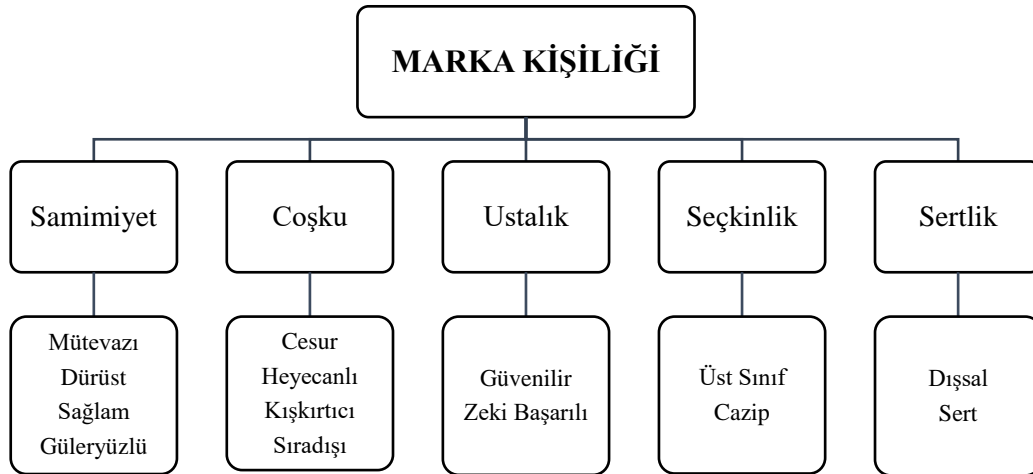 MARKA KİŞİLİĞİ
Samimiyet
Coşku
Ustalık
Seçkinlik
Sertlik
Mütevazı
Dürüst
Sağlam
Güleryüzlü
Cesur
Heyecanlı
Kışkırtıcı
Sıradışı
Güvenilir
Zeki Başarılı
Üst Sınıf
Cazip
Dışsal
Sert